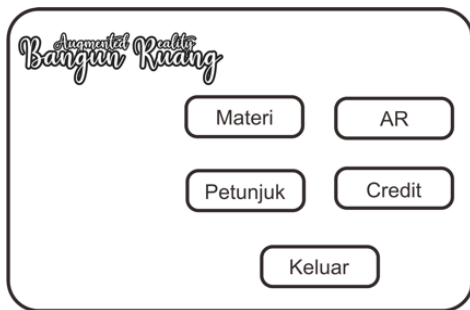 Augmented Reality
Bangun Ruang
Materi
AR
Petunjuk
Credit
Keluar